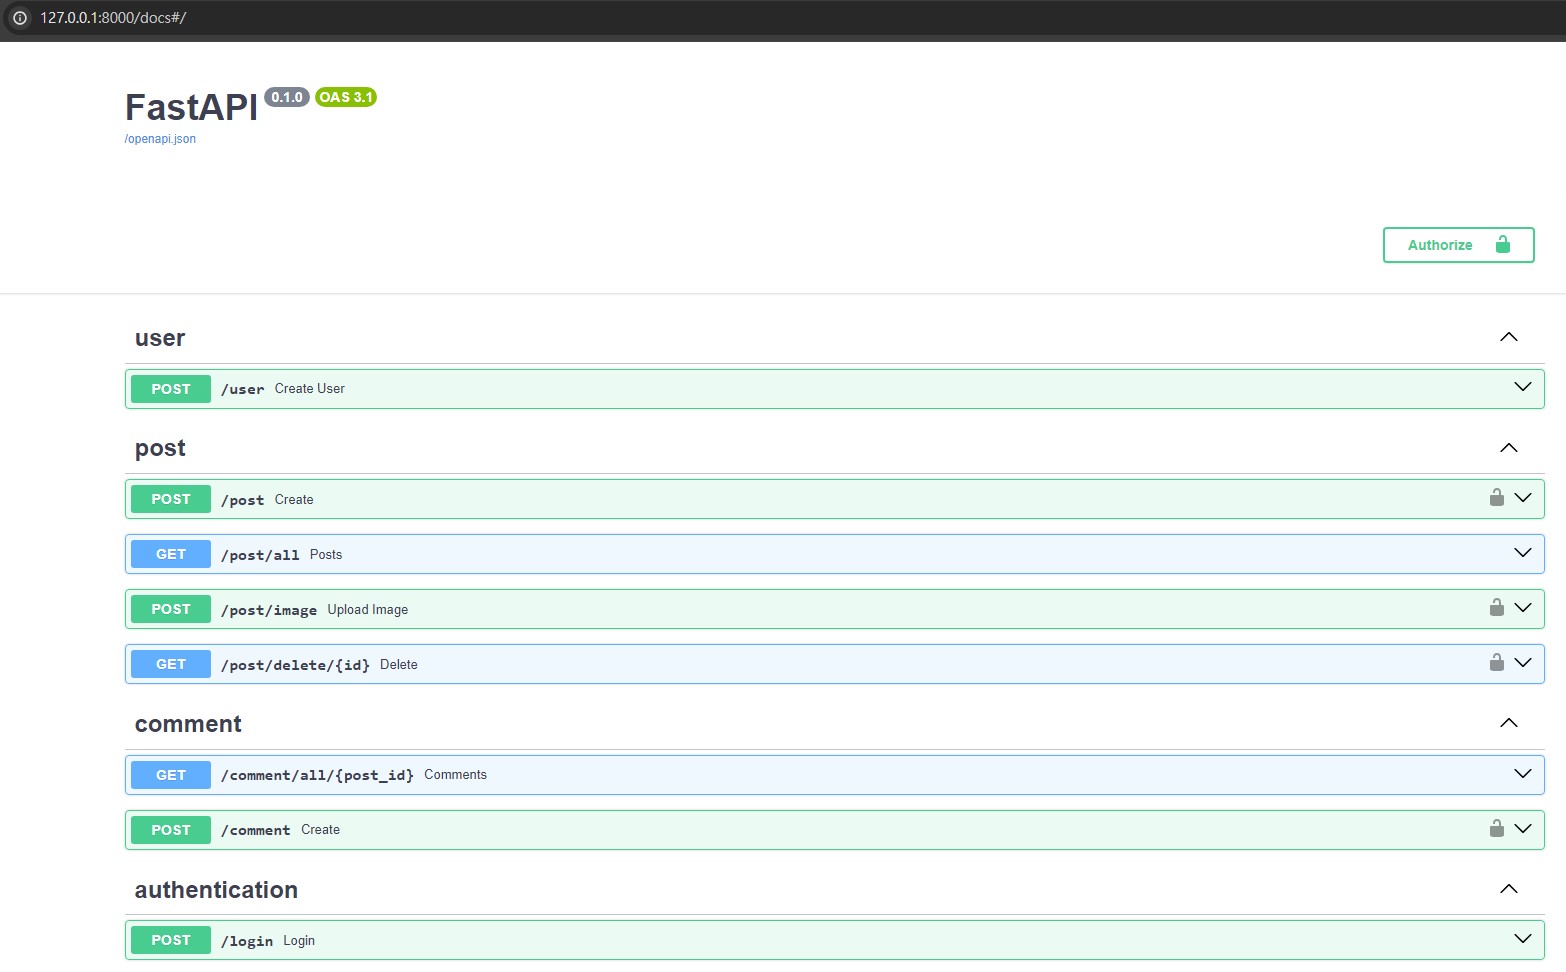 127.0.0.1:8000/docs#/
FastAPI 0.1.0 OAS 3.1
/openapi.json
Authorize
user
POST /user Create User
post
POST /post Create
GET /post/all Posts
POST /post/image Upload Image
GET /post/delete/{id} Delete
comment
GET /comment/all/{post_id} Comments
POST /comment Create
authentication
POST /login Login